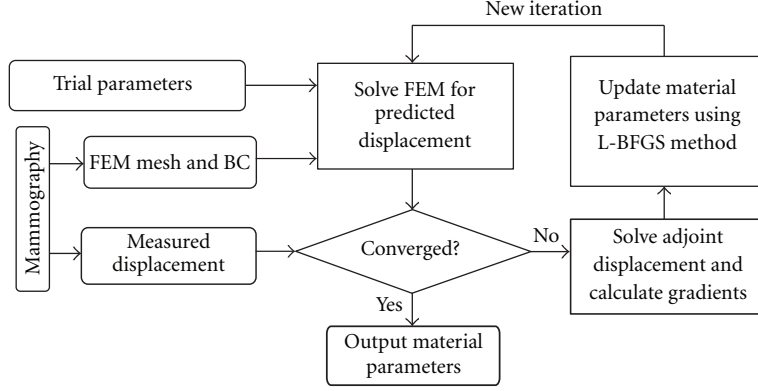 New iteration
Trial parameters
Solve FEM for
predicted
displacement
Update material
parameters using
L-BFGS method
Mammography
FEM mesh and BC
Measured
displacement
Converged?
No
Solve adjoint
displacement and
calculate gradients
Yes
Output material
parameters